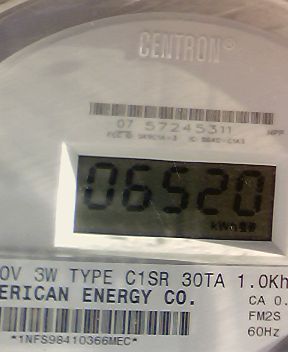 CENTRON®
07 57245311
06520
kWh
0V 3W TYPE C1SR 30TA 1.0Kh
ERICAN ENERGY CO.
CA 0.
FM2S
60Hz
*1NFS98410366MEC*